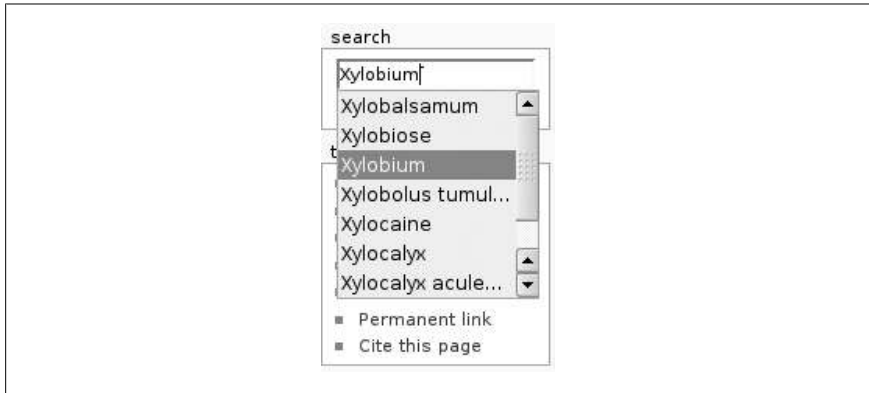 search
Xylobium
Xylobalsamum
Xylobiose
t
Xylobium
Xylobolus tumul...
Xylocaine
Xylocalyx
Xylocalyx acule...
Permanent link
Cite this page